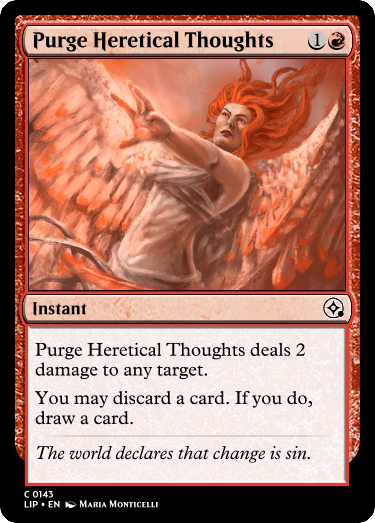 Purge Heretical Thoughts 1
Instant
Purge Heretical Thoughts deals 2
damage to any target.
You may discard a card. If you do,
draw a card.
The world declares that change is sin.
C 0143
LIP • EN Maria Monticelli